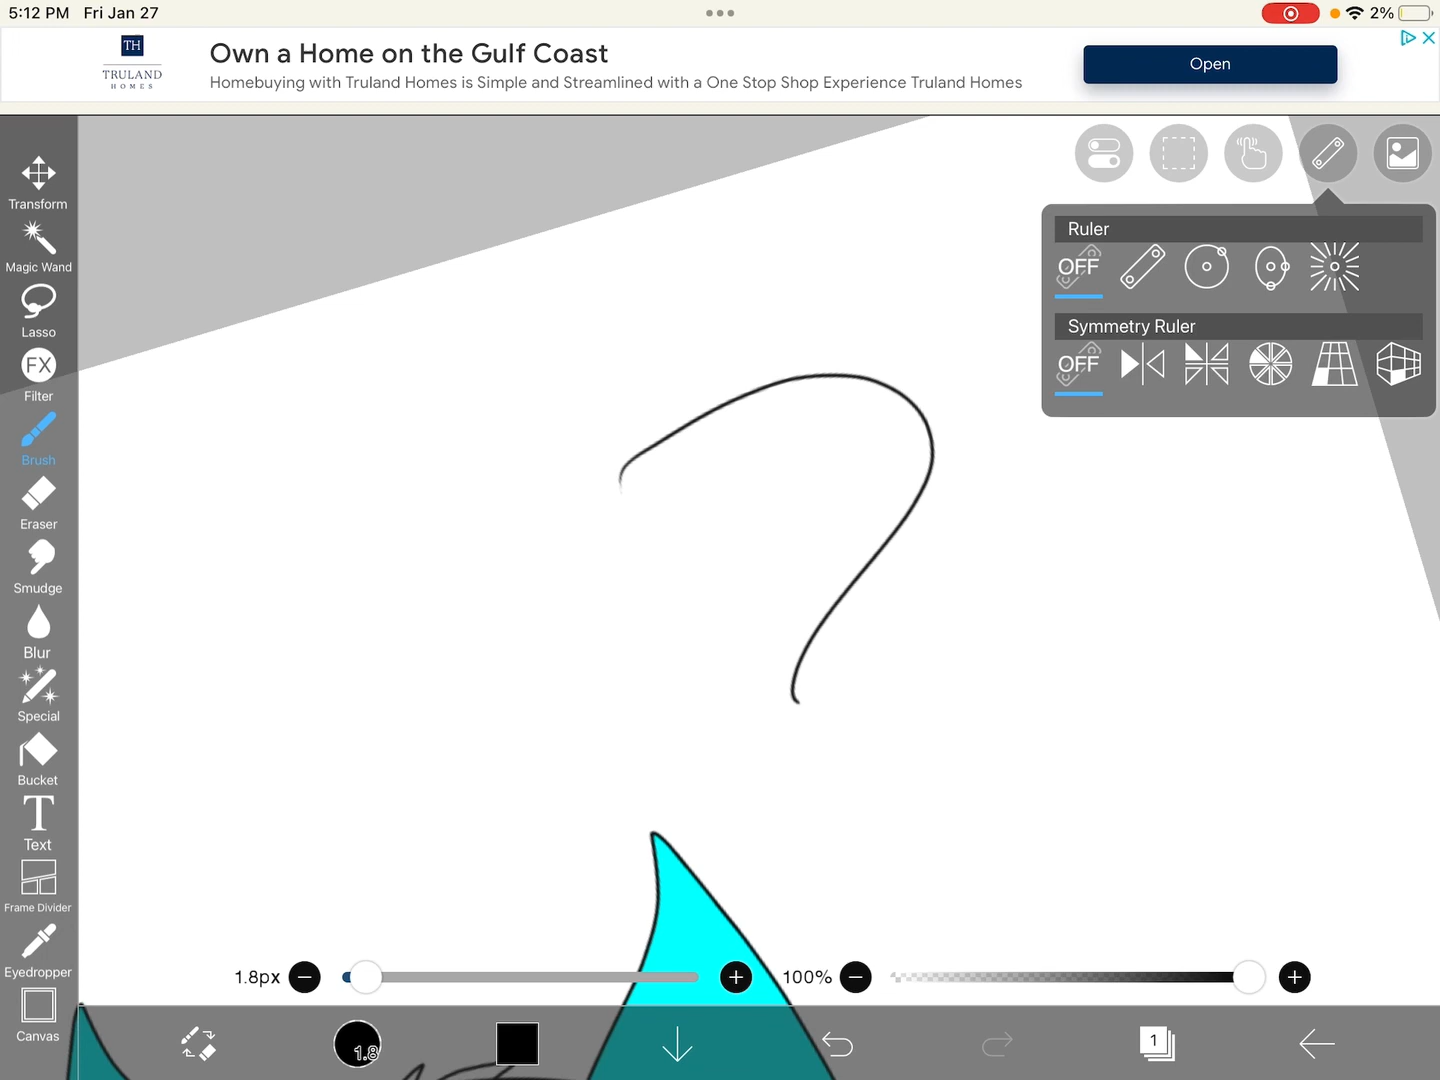 5:12 PM Fri Jan 27
2%
TH
TRULAND
HOMES
Own a Home on the Gulf Coast
Homebuying with Truland Homes is Simple and Streamlined with a One Stop Shop Experience Truland Homes
Open
Transform
Magic Wand
Lasso
FX
Filter
Brush
Eraser
Smudge
Blur
Special
Bucket
T
Text
Frame Divider
Eyedropper
Canvas
Ruler
OFF
Symmetry Ruler
OFF
1.8px
100%
1.8
1